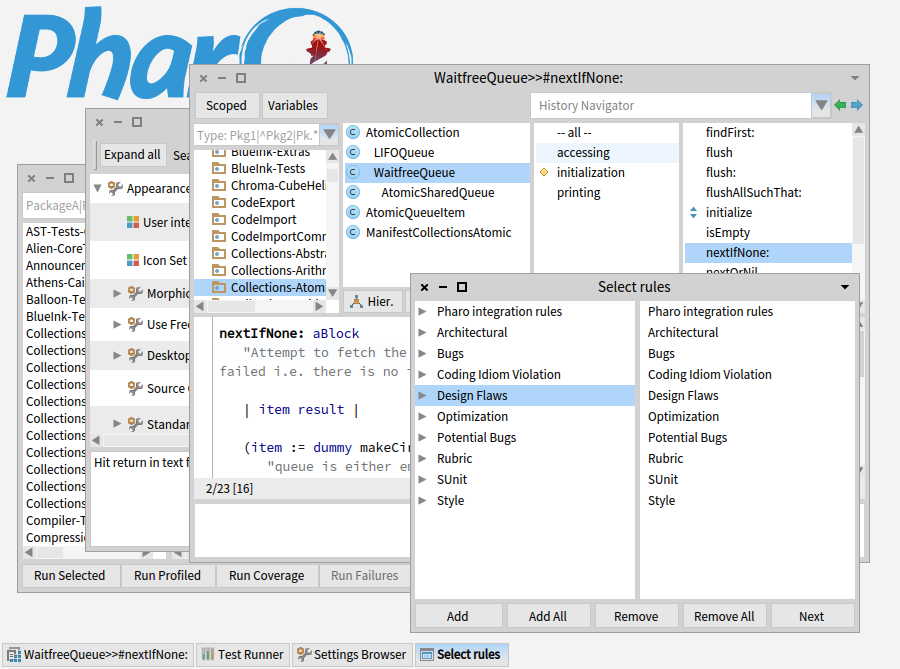 Phar
WaitfreeQueue>>#nextIfNone:
Scoped
Variables
History Navigator
Type: Pkg1|^Pkg2|Pk.*
BlueInk-Extras
BlueInk-Tests
Chroma-CubeHeli
CodeExport
CodeImport
CodeImportComm
Collections-Abstra
Collections-Arithm
Collections-Atom
AtomicCollection
LIFOQueue
WaitfreeQueue
AtomicSharedQueue
AtomicQueueItem
ManifestCollectionsAtomic
-- all --
accessing
initialization
printing
findFirst:
flush
flush:
flushAllSuchThat:
initialize
isEmpty
nextIfNone:
nextOrNil
Hier.
nextIfNone: aBlock
"Attempt to fetch the
failed i.e. there is no
| item result |
(item := dummy makeCir
"queue is either em
2/23 [16]
Expand all
Sea
Appearance
User inte
Icon Set
Morphic
Use Free
Desktop
Source
Standar
Hit return in text f
PackageA|
AST-Tests-
Alien-Core
Announcem
Athens-Cai
Balloon-Te
BlueInk-Te
Collections
Collections
Collections
Collections
Collections
Collections
Collections
Collections
Collections
Collections
Collections
Compiler-T
Compressi
Run Selected
Run Profiled
Run Coverage
Run Failures
Select rules
Pharo integration rules
Architectural
Bugs
Coding Idiom Violation
Design Flaws
Optimization
Potential Bugs
Rubric
SUnit
Style
Pharo integration rules
Architectural
Bugs
Coding Idiom Violation
Design Flaws
Optimization
Potential Bugs
Rubric
SUnit
Style
Add
Add All
Remove
Remove All
Next
WaitfreeQueue>>#nextIfNone:
Test Runner
Settings Browser
Select rules